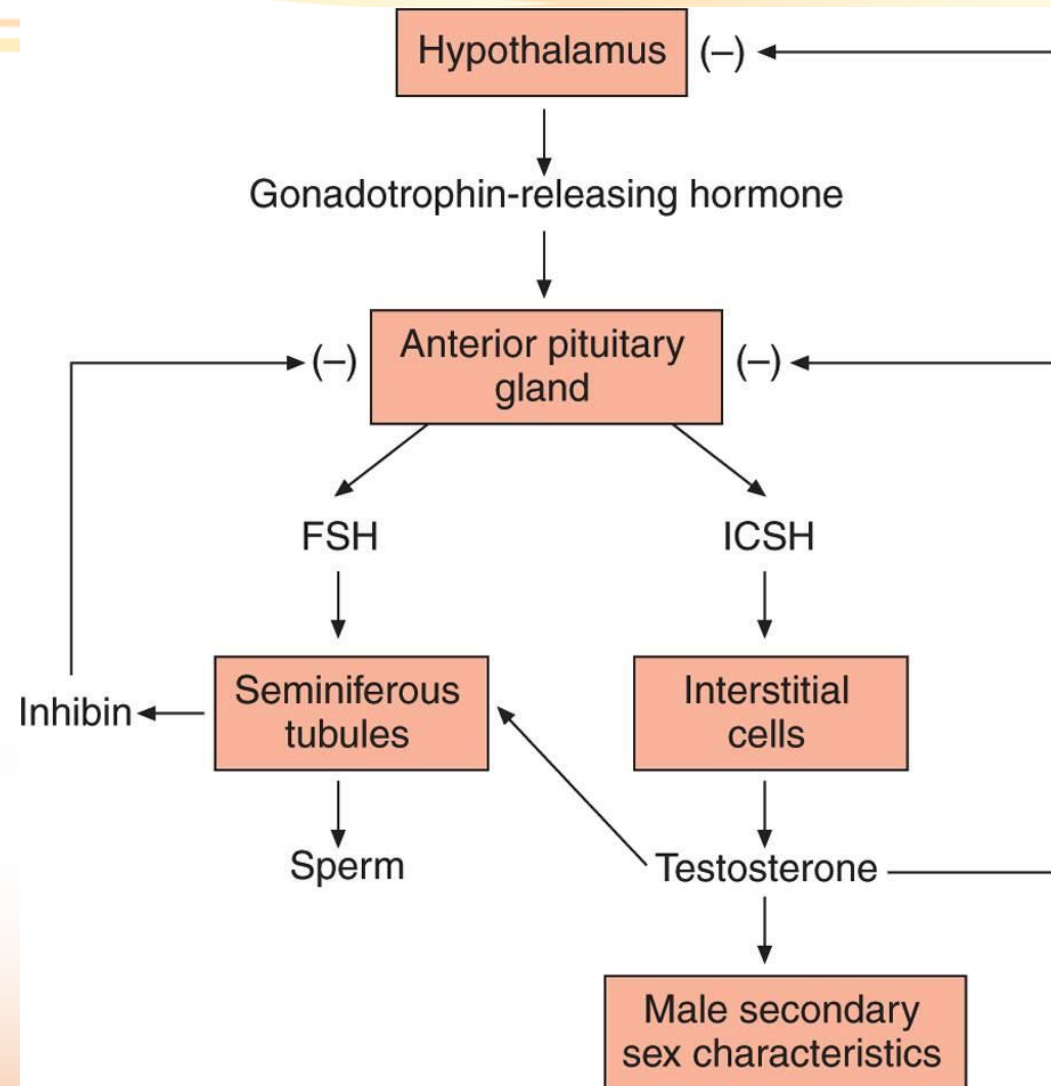 Hypothalamus (–)
Gonadotrophin-releasing hormone
(–) Anterior pituitary (–)
gland
FSH ICSH
Seminiferous
tubules
Interstitial
cells
Inhibin
Sperm
Testosterone
Male secondary
sex characteristics